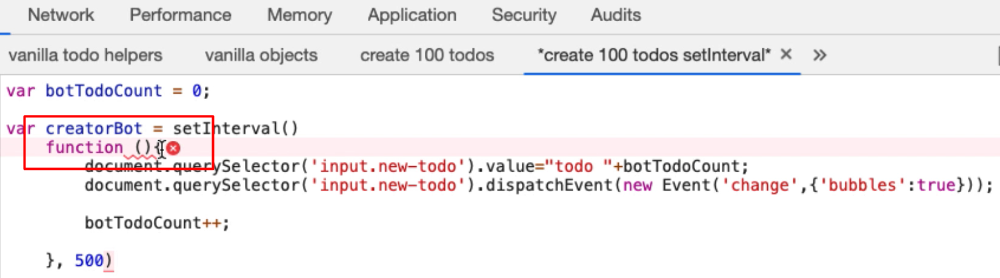 Network Performance Memory Application Security Audits
vanilla todo helpers vanilla objects create 100 todos *create 100 todos setInterval* × »
var botTodoCount = 0;
var creatorBot = setInterval()
function (){
document.querySelector('input.new-todo').value="todo "+botTodoCount;
document.querySelector('input.new-todo').dispatchEvent(new Event('change',{'bubbles':true}));
botTodoCount++;
}, 500)